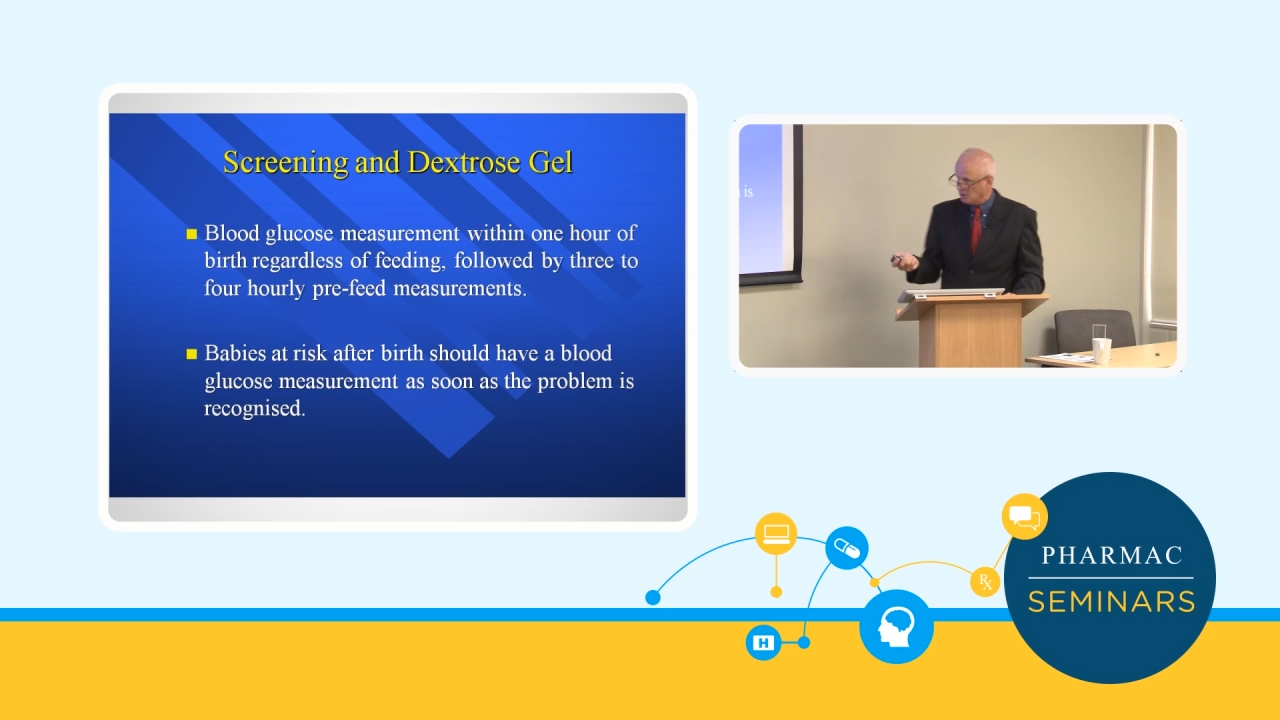 Screening and Dextrose Gel
Blood glucose measurement within one hour of
birth regardless of feeding, followed by three to
four hourly pre-feed measurements.
Babies at risk after birth should have a blood
glucose measurement as soon as the problem is
recognised.
is
H
Rx
PHARMAC
SEMINARS